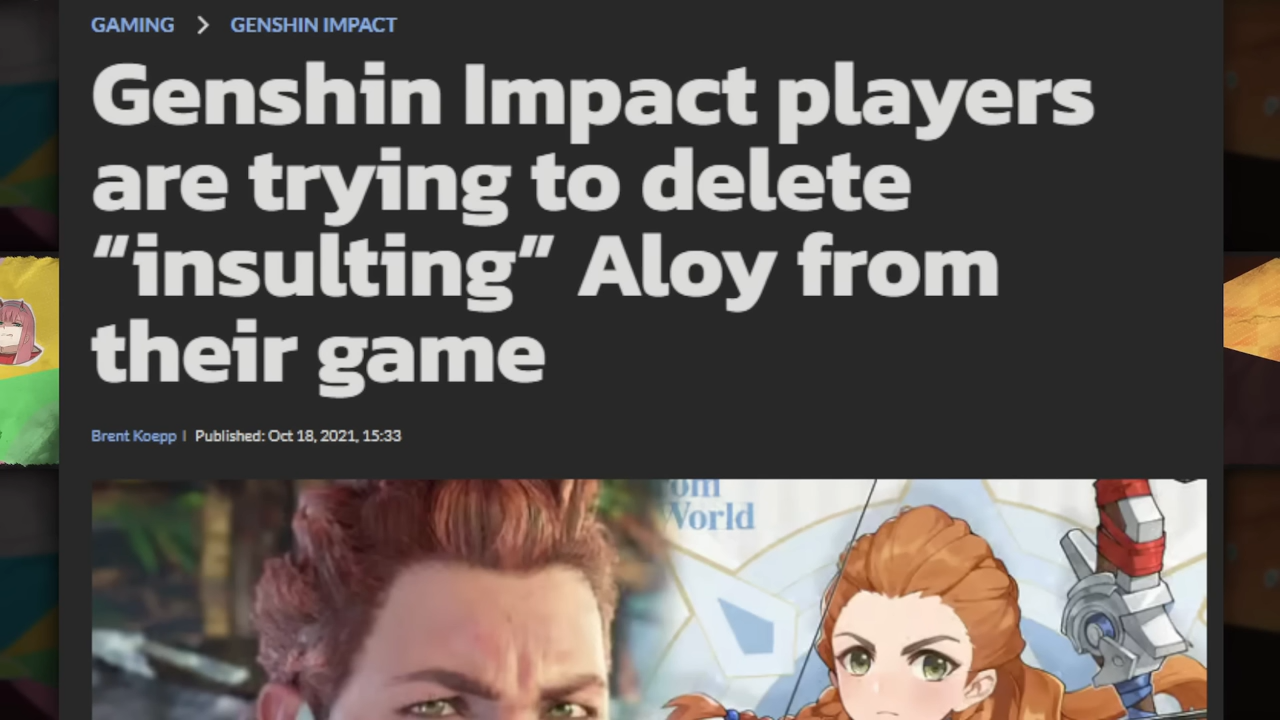 GAMING > GENSHIN IMPACT
Genshin Impact players
are trying to delete
“insulting” Aloy from
their game
Brent Koepp | Published: Oct 18, 2021, 15:33
om
World